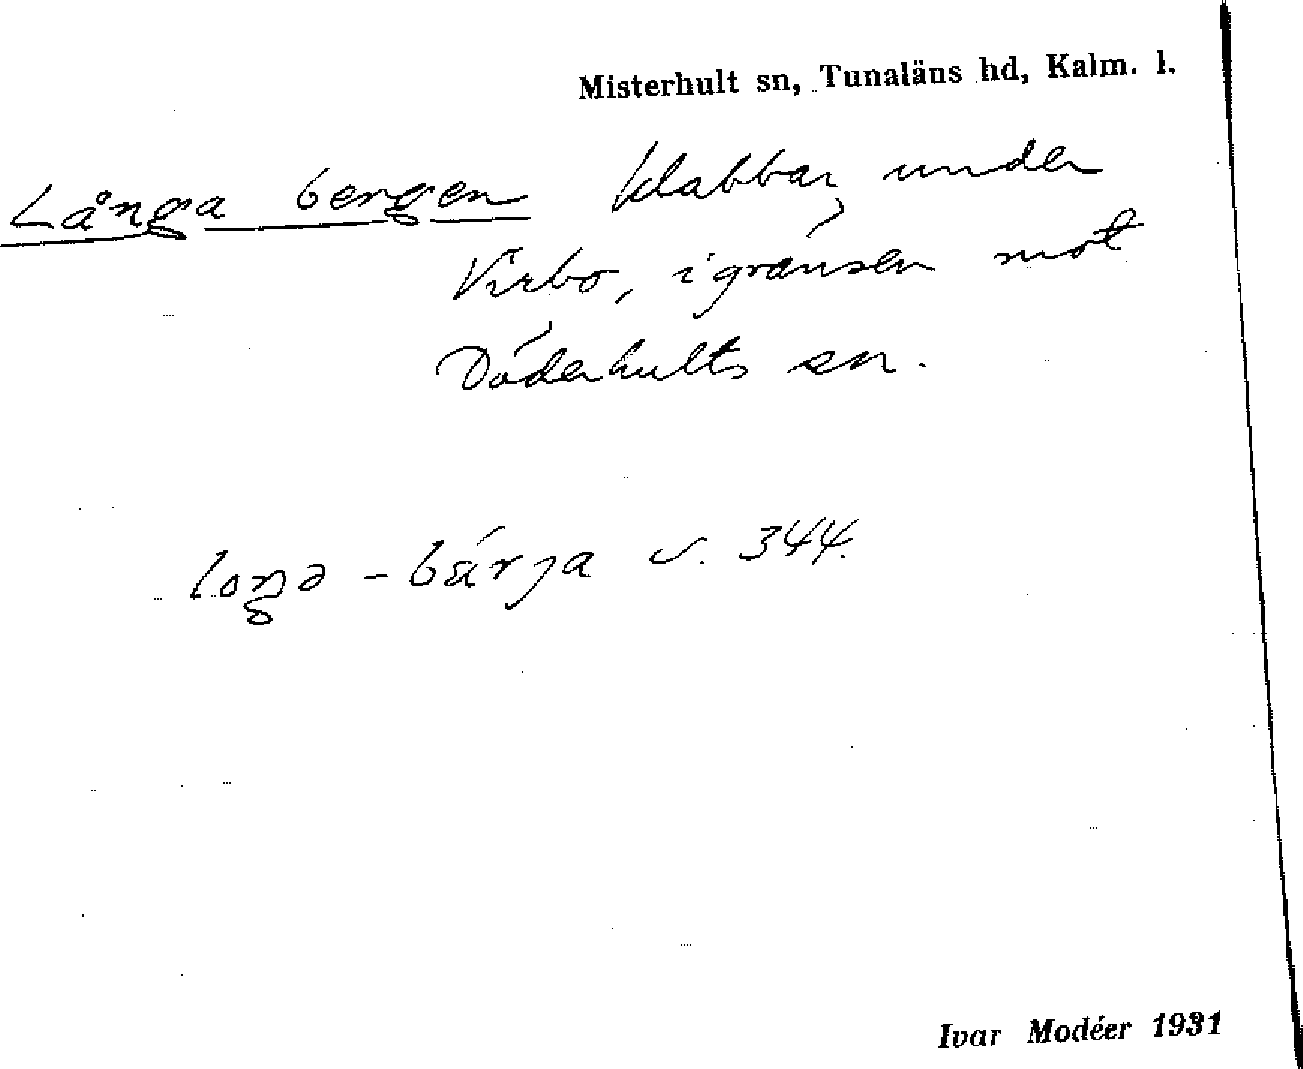 Misterhult sn, Tunaläns hd, Kalm. l.
Långa bergen klabbar, under
Virbo, i gränsen mot
Döderhults sn.
loŋə - bärja v. 344.
Ivar Modéer 1931